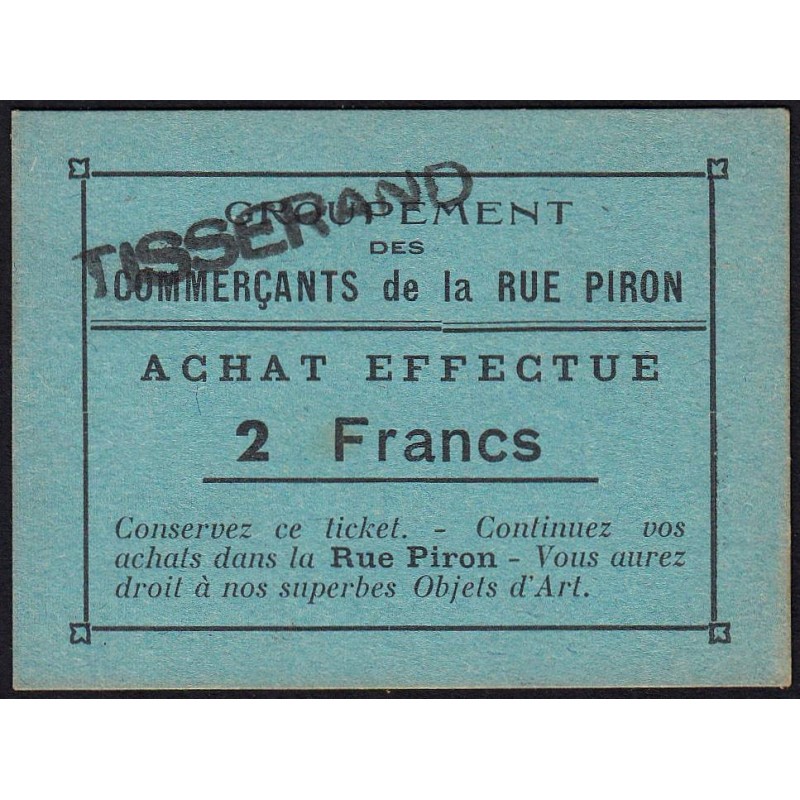 TISSERAND
GROUPEMENT
DES
COMMERÇANTS de la RUE PIRON
ACHAT EFFECTUÉ
2 Francs
Conservez ce ticket. - Continuez vos
achats dans la Rue Piron - Vous aurez
droit à nos superbes Objets d'Art.